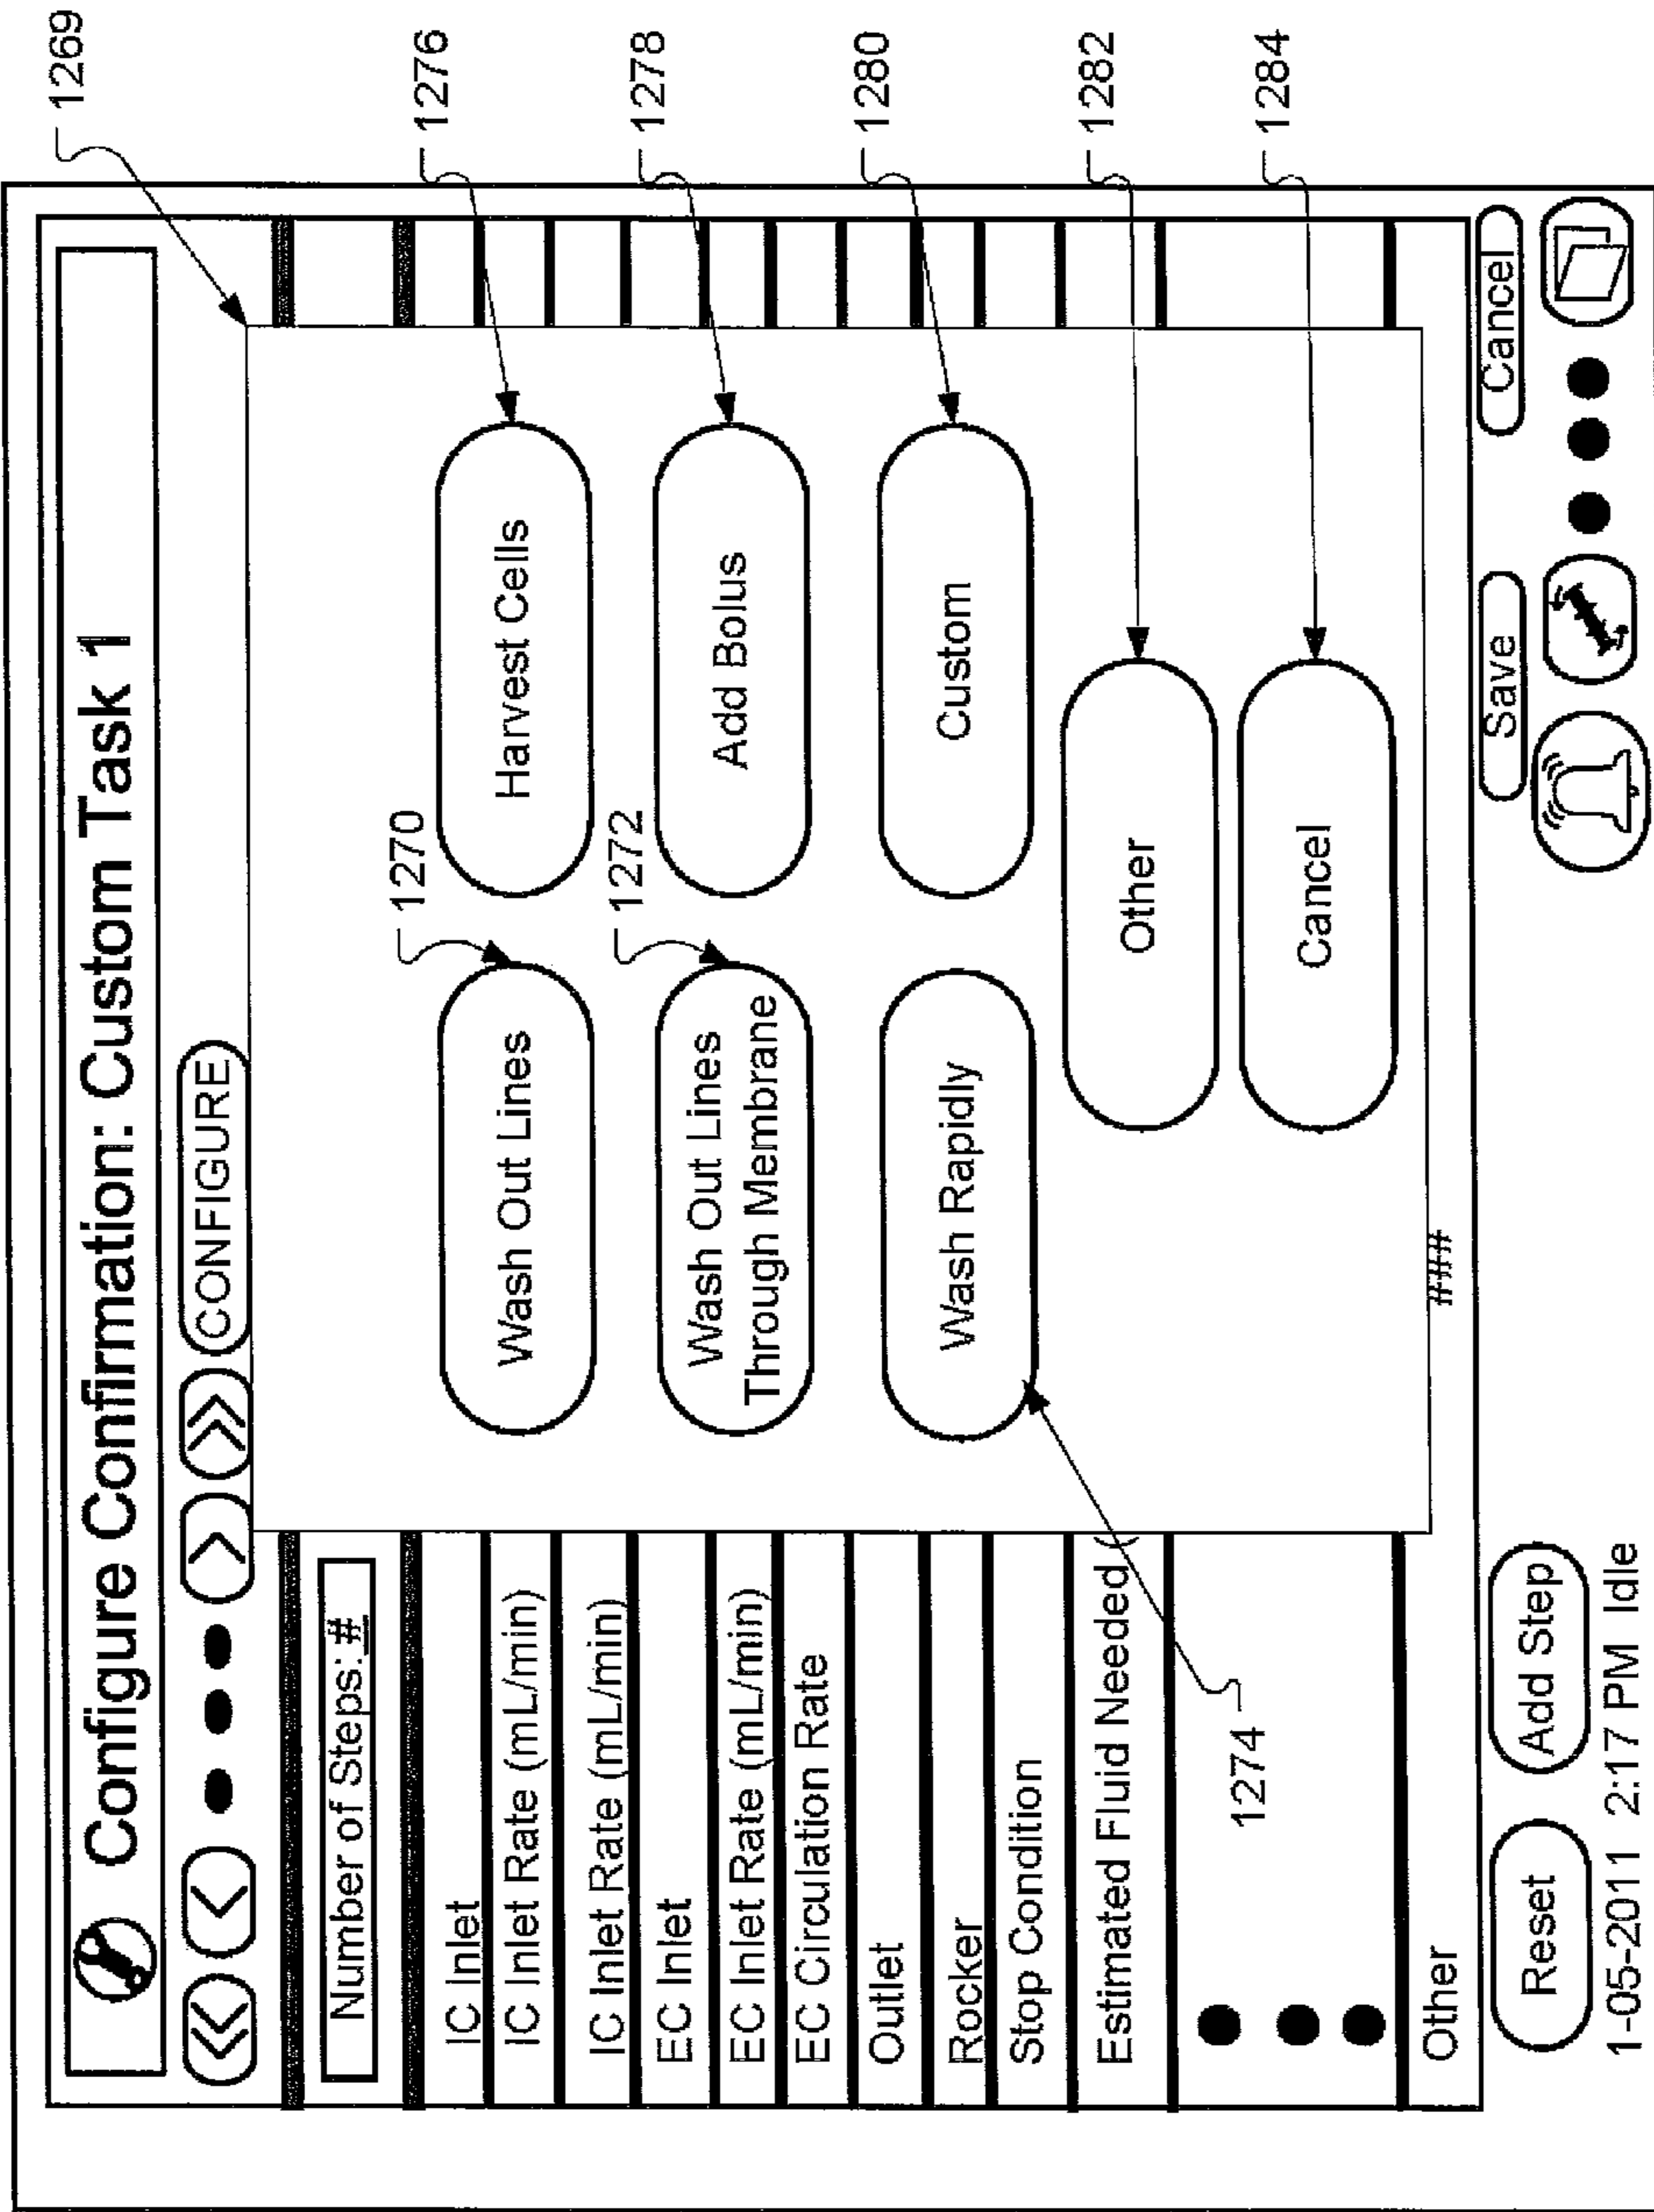 1269
Configure Confirmation: Custom Task 1
CONFIGURE
Number of Steps: #
IC Inlet
IC Inlet Rate (mL/min)
IC Inlet Rate (mL/min)
EC Inlet
EC Inlet Rate (mL/min)
EC Circulation Rate
Outlet
Rocker
Stop Condition
Estimated Fluid Needed
Other
1270
Wash Out Lines
1272
Wash Out Lines
Through Membrane
Wash Rapidly
1274
Harvest Cells
1276
Add Bolus
1278
Custom
1280
Other
1282
Cancel
1284
###
Reset
Add Step
Save
Cancel
1-05-2011 2:17 PM Idle